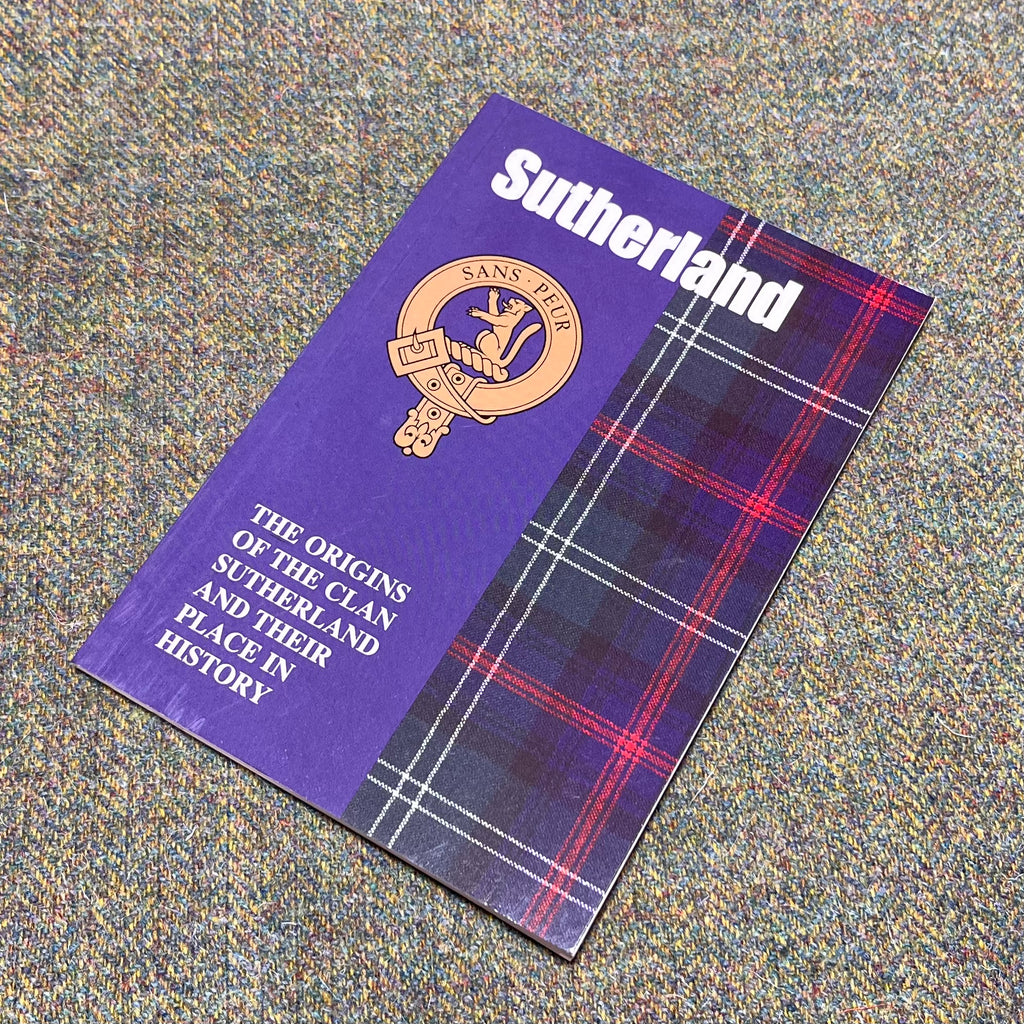 Sutherland
SANS · PEUR
THE ORIGINS
OF THE CLAN
SUTHERLAND
AND THEIR
PLACE IN
HISTORY